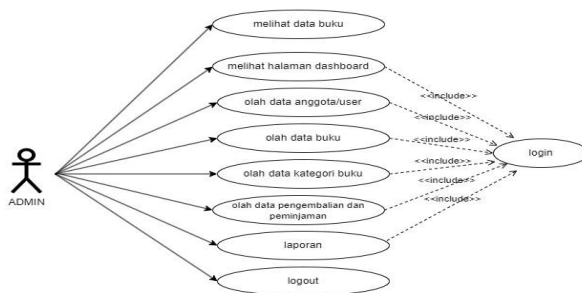 melihat data buku
melihat halaman dashboard
<<include>>
olah data anggota/user
<<include>>
olah data buku
<<include>>
login
olah data kategori buku
<<include>>
ADMIN
<<include>>
olah data pengembalian dan
peminjaman
<<include>>
laporan
logout